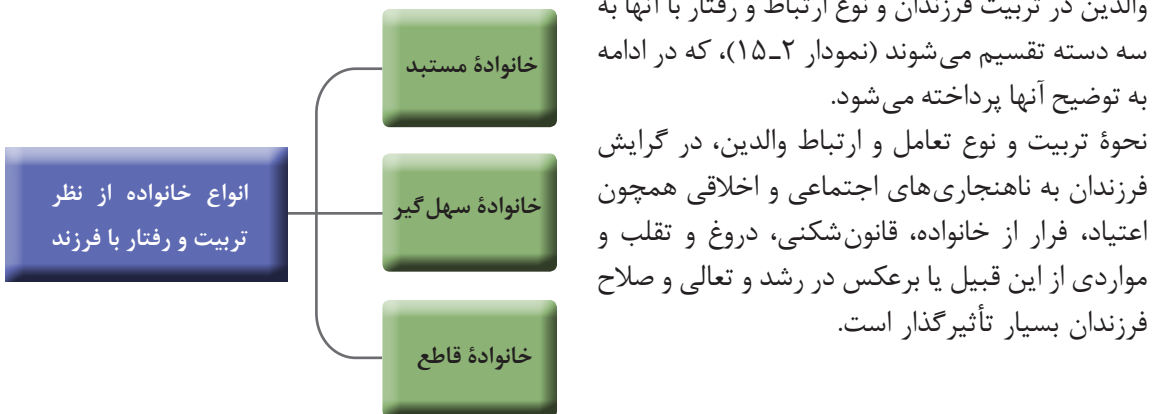 والدین در تربیت فرزندان و نوع ارتباط و رفتار با آنها به
سه دسته تقسیم می‌شوند (نمودار ۲ـ۱۵)، که در ادامه
به توضیح آنها پرداخته می‌شود.
نحوهٔ تربیت و نوع تعامل و ارتباط والدین، در گرایش
فرزندان به ناهنجاری‌های اجتماعی و اخلاقی همچون
اعتیاد، فرار از خانواده، قانون‌شکنی، دروغ و تقلب و
مواردی از این قبیل یا برعکس در رشد و تعالی و صلاح
فرزندان بسیار تأثیرگذار است.
انواع خانواده از نظر
تربیت و رفتار با فرزند
خانوادهٔ مستبد
خانوادهٔ سهل‌گیر
خانوادهٔ قاطع